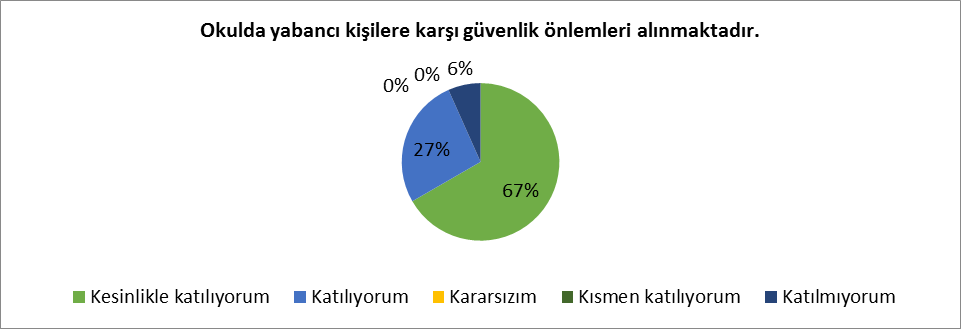 Okulda yabancı kişilere karşı güvenlik önlemleri alınmaktadır.
0% 0% 6%
27%
67%
Kesinlikle katılıyorum Katılıyorum Kararsızım Kısmen katılıyorum Katılmıyorum